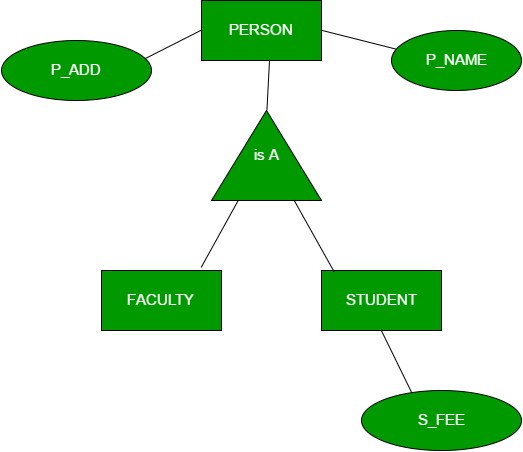 PERSON
P_ADD
P_NAME
is A
FACULTY
STUDENT
S_FEE